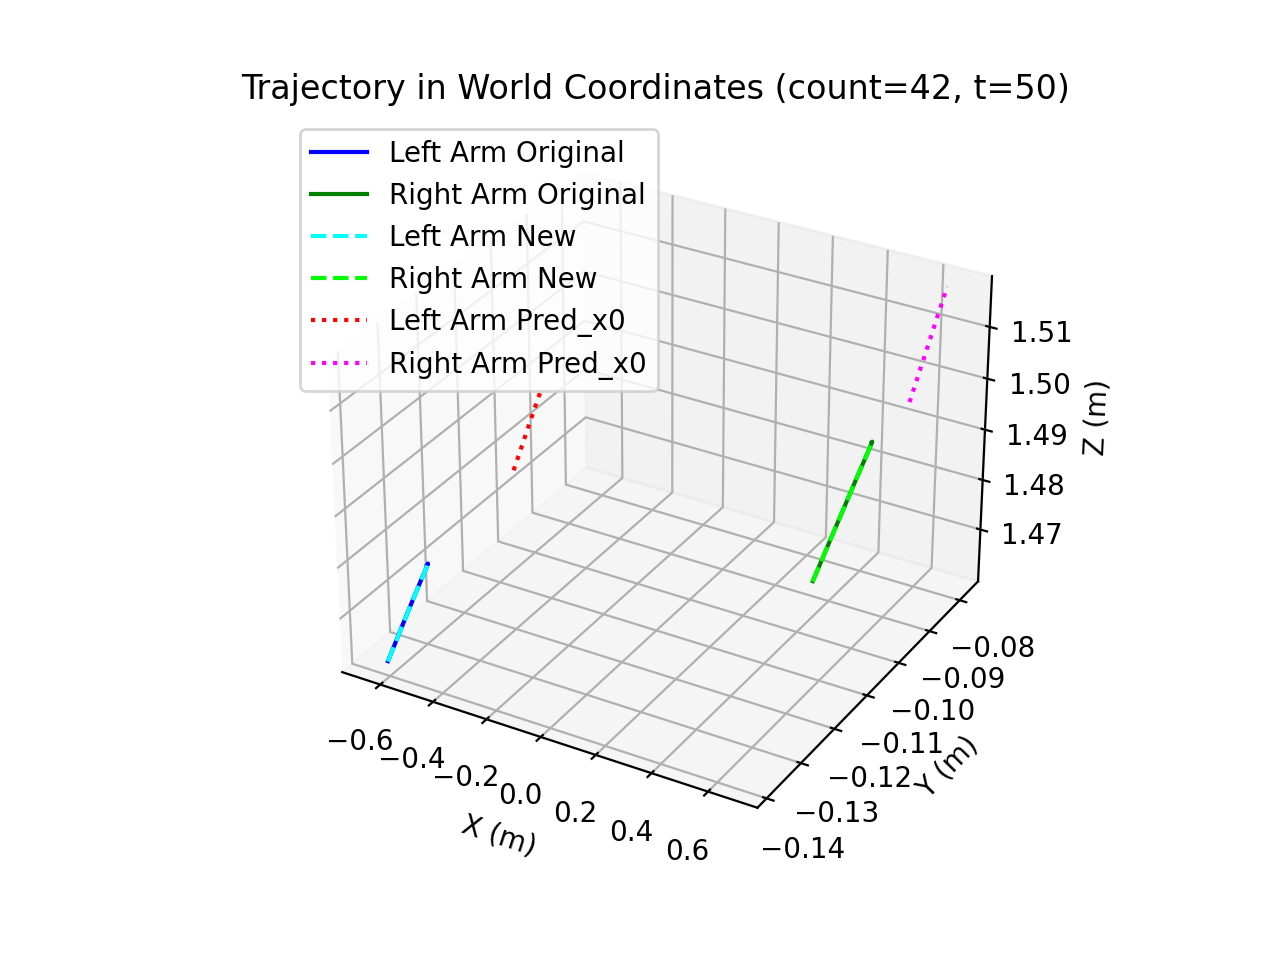 Trajectory in World Coordinates (count=42, t=50)
Left Arm Original
Right Arm Original
Left Arm New
Right Arm New
Left Arm Pred_x0
Right Arm Pred_x0
1.51
1.50
1.49
1.48
1.47
Z (m)
−0.08
−0.09
−0.10
−0.11
−0.12
−0.13
−0.14
Y (m)
−0.6
−0.4
−0.2
0.0
0.2
0.4
0.6
X (m)